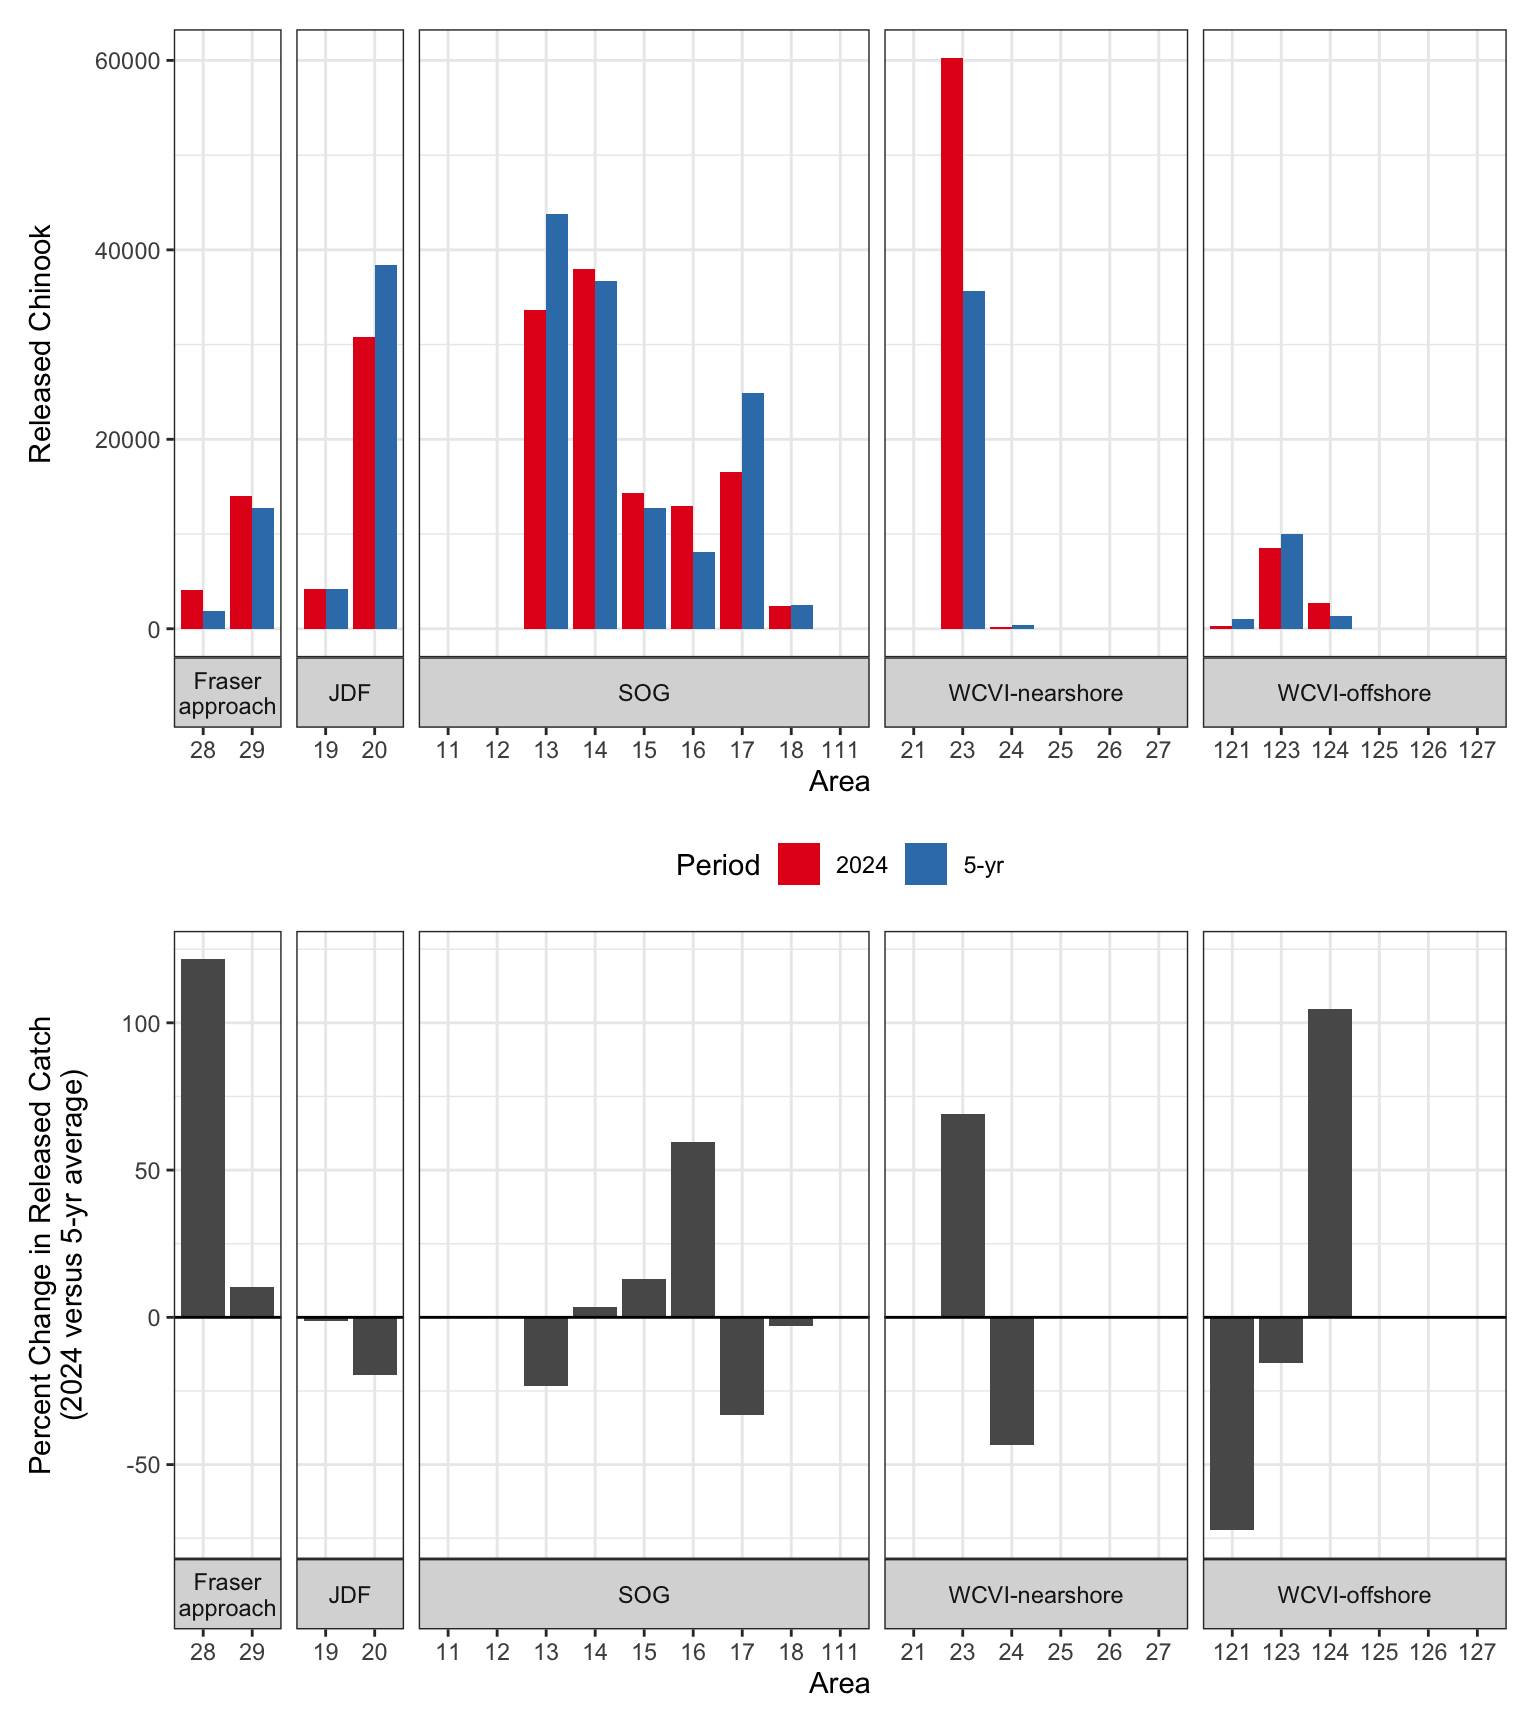 60000
40000
20000
0
Released Chinook
Fraser
approach
JDF
SOG
WCVI-nearshore
WCVI-offshore
28 29 19 20 11 12 13 14 15 16 17 18 111 21 23 24 25 26 27 121 123 124 125 126 127
Area
Period 2024 5-yr
100
50
0
-50
Percent Change in Released Catch
(2024 versus 5-yr average)
Fraser
approach
JDF
SOG
WCVI-nearshore
WCVI-offshore
28 29 19 20 11 12 13 14 15 16 17 18 111 21 23 24 25 26 27 121 123 124 125 126 127
Area